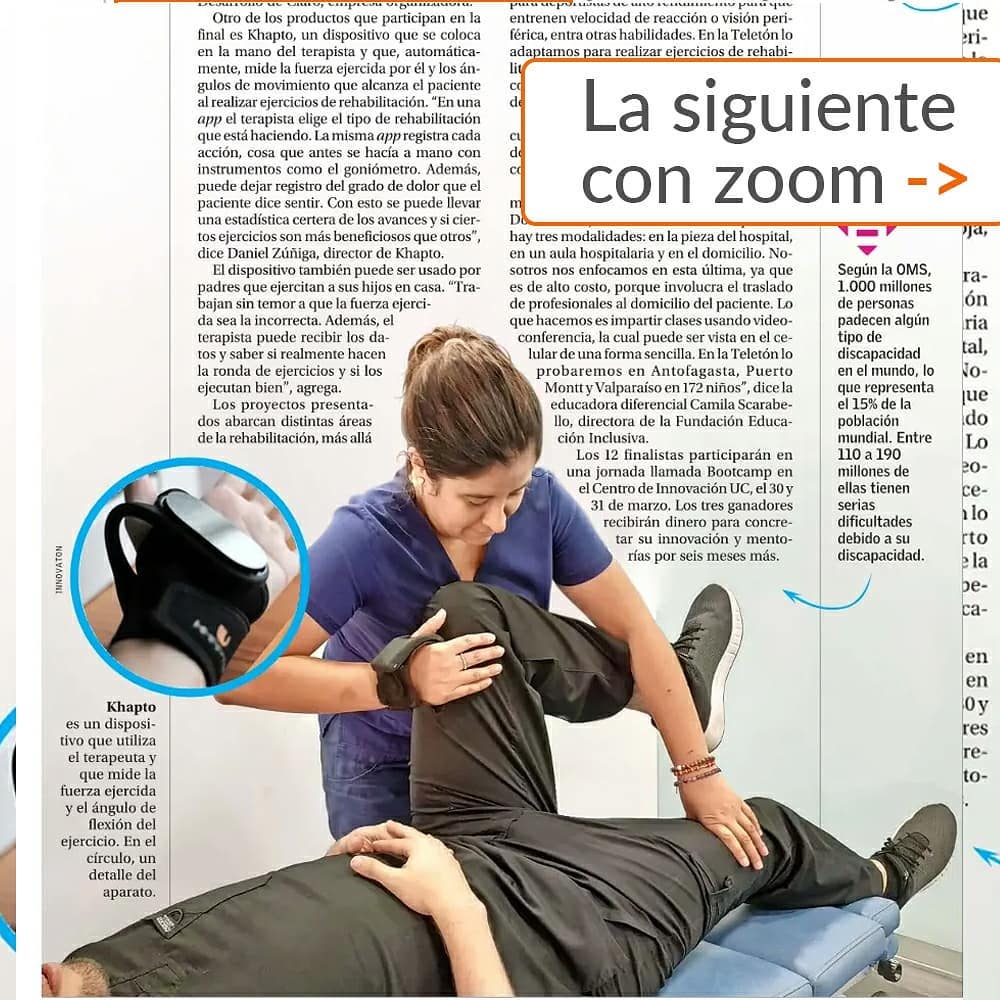 Desarrollo de Claro, empresa organizadora.
Otro de los productos que participan en la
final es Khapto, un dispositivo que se coloca
en la mano del terapista y que, automática-
mente, mide la fuerza ejercida por él y los án-
gulos de movimiento que alcanza el paciente
al realizar ejercicios de rehabilitación. “En una
app el terapista elige el tipo de rehabilitación
que está haciendo. La misma app registra cada
acción, cosa que antes se hacía a mano con
instrumentos como el goniómetro. Además,
puede dejar registro del grado de dolor que el
paciente dice sentir. Con esto se puede llevar
una estadística certera de los avances y si cier-
tos ejercicios son más beneficiosos que otros”,
dice Daniel Zúñiga, director de Khapto.
El dispositivo también puede ser usado por
padres que ejercitan a sus hijos en casa. “Tra-
bajan sin temor a que la fuerza ejerci-
da sea la incorrecta. Además, el
terapista puede recibir los da-
tos y saber si realmente hacen
la ronda de ejercicios y si los
ejecutan bien”, agrega.
Los proyectos presenta-
dos abarcan distintas áreas
de la rehabilitación, más allá
para deportistas de alto rendimiento para que
entrenen velocidad de reacción o visión peri-
férica, entra otras habilidades. En la Teletón lo
adaptamos para realizar ejercicios de rehabi-
hay tres modalidades: en la pieza del hospital,
en un aula hospitalaria y en el domicilio. No-
sotros nos enfocamos en esta última, ya que
es de alto costo, porque involucra el traslado
de profesionales al domicilio del paciente. Lo
que hacemos es impartir clases usando video-
conferencia, la cual puede ser vista en el ce-
lular de una forma sencilla. En la Teletón lo
probaremos en Antofagasta, Puerto
Montt y Valparaíso en 172 niños”, dice la
educadora diferencial Camila Scarabe-
llo, directora de la Fundación Educa-
ción Inclusiva.
Los 12 finalistas participarán en
una jornada llamada Bootcamp en
el Centro de Innovación UC, el 30 y
31 de marzo. Los tres ganadores
recibirán dinero para concre-
tar su innovación y mento-
rías por seis meses más.
La siguiente
con zoom ->
Según la OMS,
1.000 millones
de personas
padecen algún
tipo de
discapacidad
en el mundo, lo
que representa
el 15% de la
población
mundial. Entre
110 a 190
millones de
ellas tienen
serias
dificultades
debido a su
discapacidad.
INNOVATON
Khapto
es un disposi-
tivo que utiliza
el terapeuta y
que mide la
fuerza ejercida
y el ángulo de
flexión del
ejercicio. En el
círculo, un
detalle del
aparato.